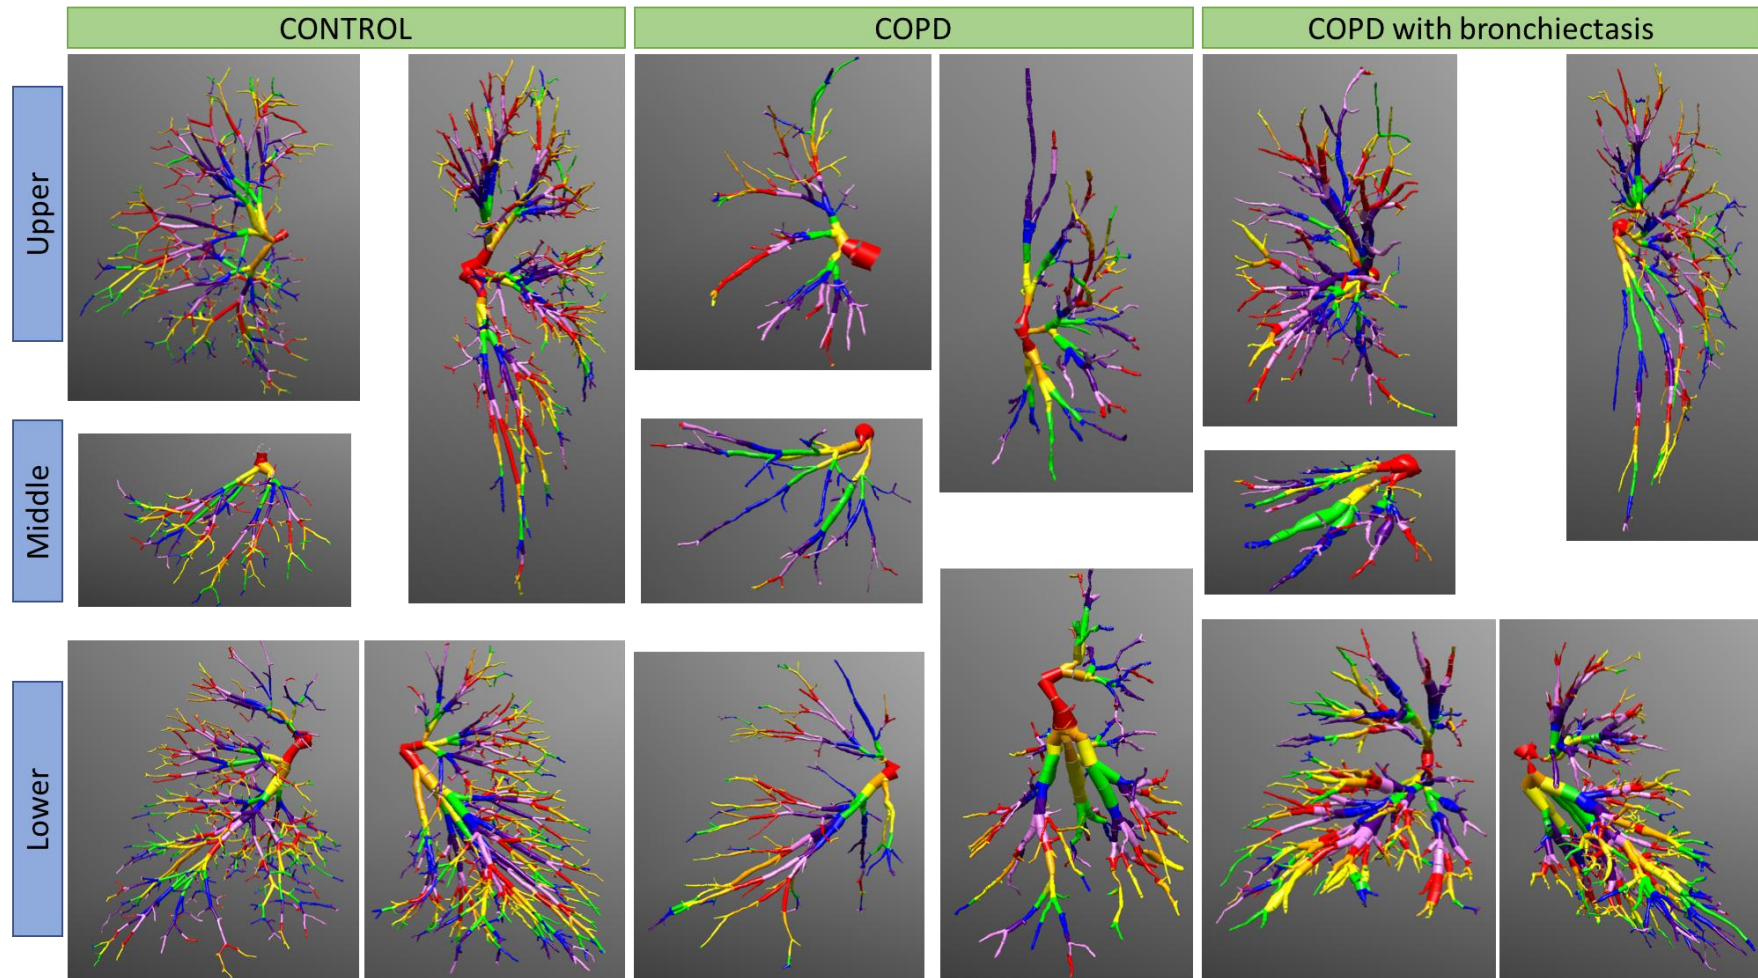 CONTROL
COPD
COPD with bronchiectasis
Upper
Middle
Lower